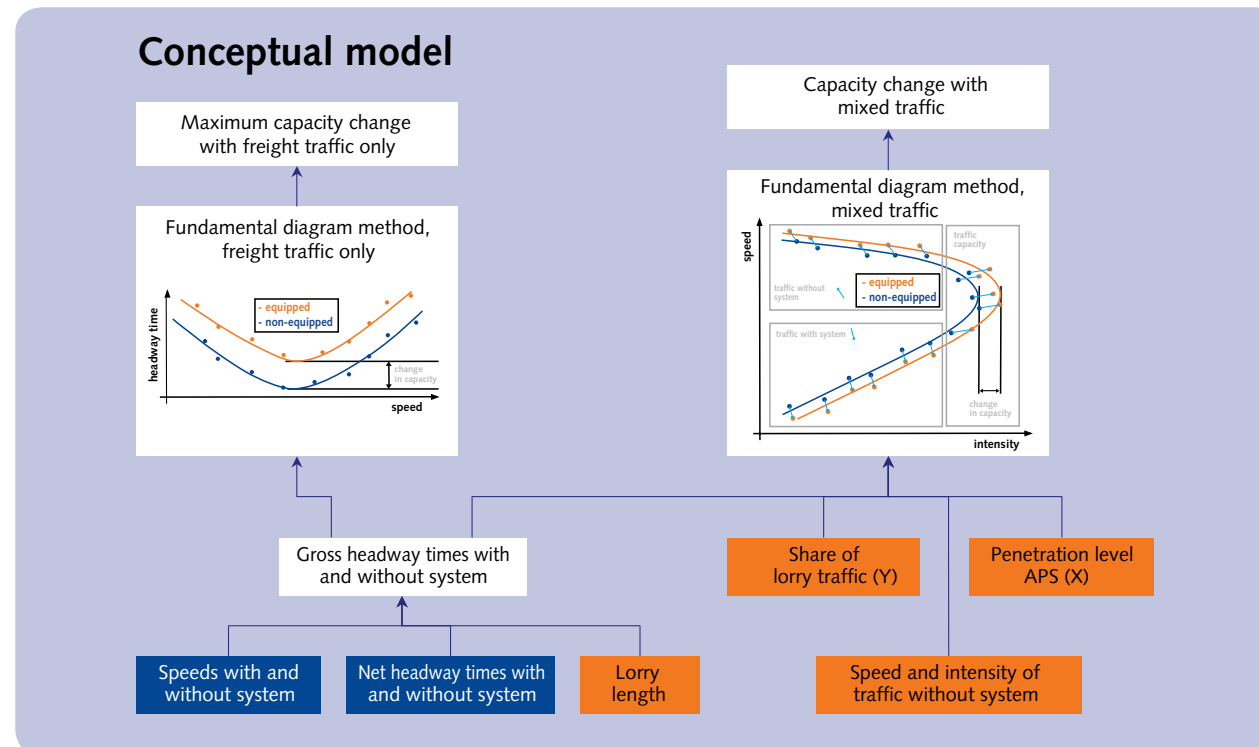 Conceptual model
Maximum capacity change
with freight traffic only
Fundamental diagram method,
freight traffic only
headway time
- equipped
- non-equipped
change
in capacity
speed
Capacity change with
mixed traffic
Fundamental diagram method,
mixed traffic
speed
traffic
capacity
traffic without
system
- equipped
- non-equipped
traffic with system
change
in capacity
intensity
Gross headway times with
and without system
Share of
lorry traffic (Y)
Penetration level
APS (X)
Speeds with and
without system
Net headway times with
and without system
Lorry
length
Speed and intensity of
traffic without system